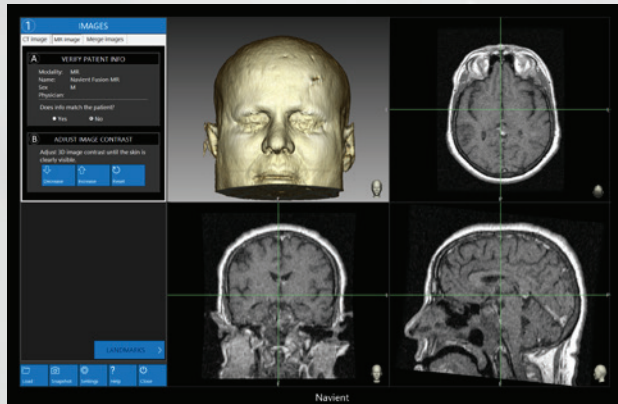 1 IMAGES
CT Image MR Image Merge Images
A VERIFY PATIENT INFO
Modality: MR
Name: Navient Fusion MR
Sex M
Physician:
Does info match the patient?
Yes No
B ADJUST IMAGE CONTRAST
Adjust 3D image contrast until the skin is
clearly visible.
Decrease Increase Reset
LANDMARKS
Load Snapshot Settings ? Help Close
Navient